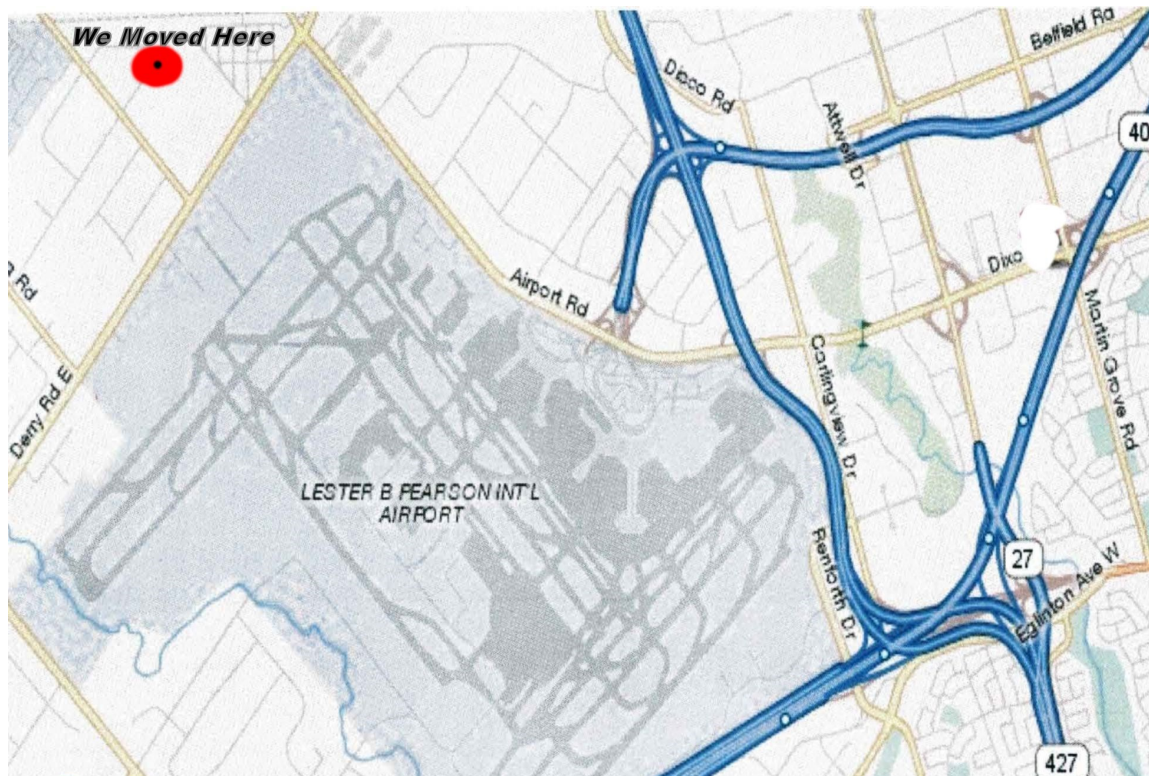 We Moved Here
Belfield Rd
Disco Rd
Attwell Dr
40
Dixo
Airport Rd
Rd
Martin Grove Rd
Carlingview Dr
Derry Rd E
LESTER B PEARSON INT'L
AIRPORT
27
Renforth Dr
Eglinton Ave W
427